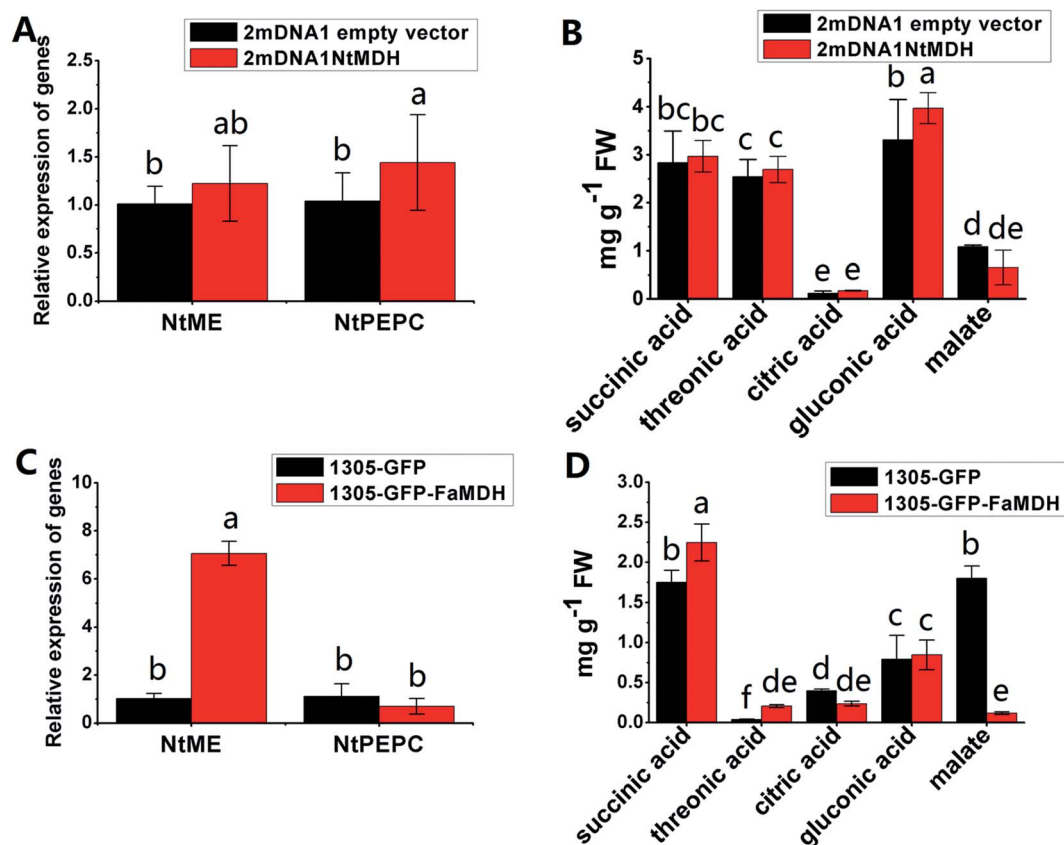 A
2mDNA1 empty vector
2mDNA1NtMDH
Relative expression of genes
2.5
2.0
1.5
1.0
0.5
0.0
b
ab
b
a
NtME
NtPEPC
B
2mDNA1 empty vector
2mDNA1NtMDH
mg g-1 FW
5
4
3
2
1
0
bc
bc
c
c
e
e
b
a
d
de
succinic acid
threonic acid
citric acid
gluconic acid
malate
C
1305-GFP
1305-GFP-FaMDH
Relative expression of genes
10
8
6
4
2
0
b
a
b
b
NtME
NtPEPC
D
1305-GFP
1305-GFP-FaMDH
mg g-1 FW
3.0
2.5
2.0
1.5
1.0
0.5
0.0
b
a
f
de
d
de
c
c
b
e
succinic acid
threonic acid
citric acid
gluconic acid
malate